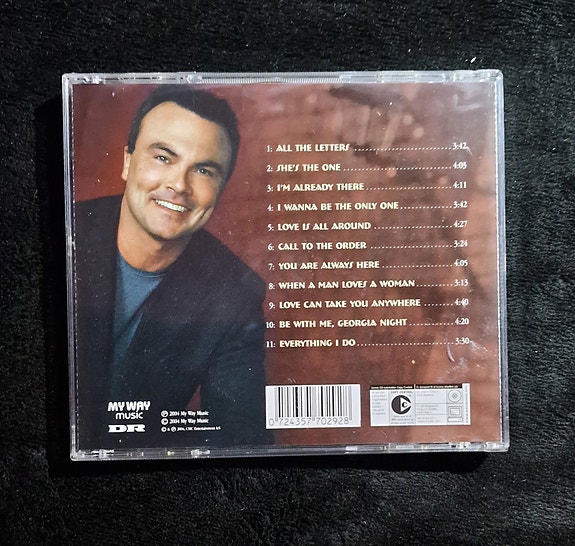 1: ALL THE LETTERS 3:42
2: SHE'S THE ONE 4:03
3: I'M ALREADY THERE 4:11
4: I WANNA BE THE ONLY ONE 3:42
5: LOVE IS ALL AROUND 4:27
6: CALL TO THE ORDER 3:24
7: YOU ARE ALWAYS HERE 4:05
8: WHEN A MAN LOVES A WOMAN 3:13
9: LOVE CAN TAKE YOU ANYWHERE 4:40
10: BE WITH ME, GEORGIA NIGHT 4:20
11: EVERYTHING I DO 3:30
MY WAY
MUSIC
DR
℗ 2004 My Way Music
© 2004 My Way Music
© & ℗ 2004, CMC Entertainment A/S
0 724357 702928